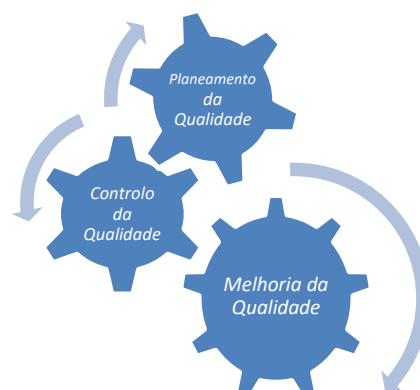 Planeamento
da
Qualidade
Controlo
da
Qualidade
Melhoria da
Qualidade